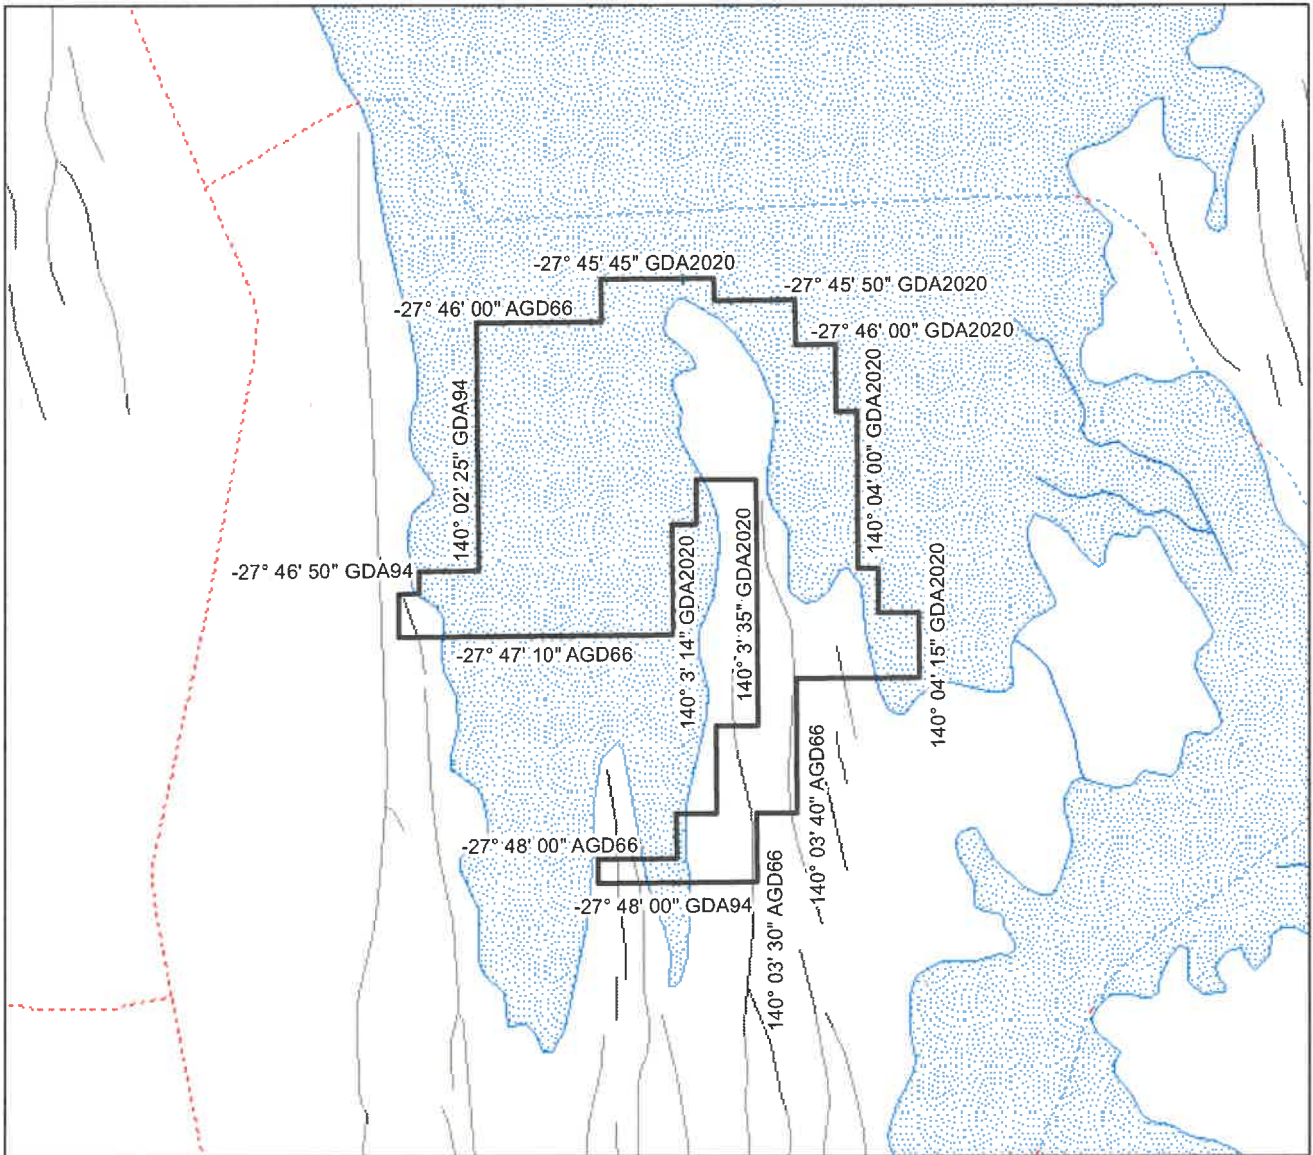 -27° 45' 45" GDA2020
-27° 45' 50" GDA2020
-27° 46' 00" AGD66
-27° 46' 00" GDA2020
140° 02' 25" GDA94
140° 04' 00" GDA2020
-27° 46' 50" GDA94
140° 3' 14" GDA2020
140° 3' 35" GDA2020
140° 04' 15" GDA2020
-27° 47' 10" AGD66
140° 03' 40" AGD66
-27° 48' 00" AGD66
-27° 48' 00" GDA94
140° 03' 30" AGD66